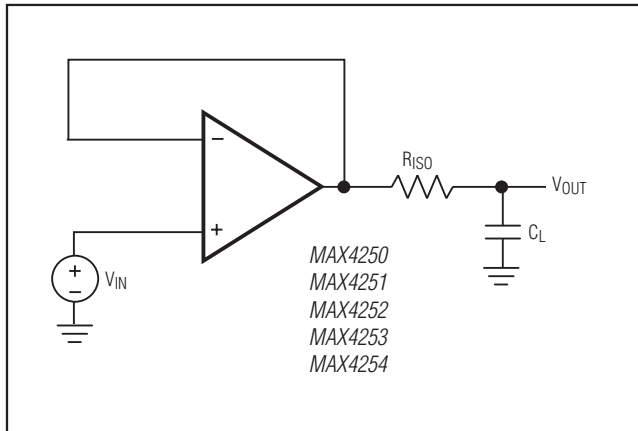 −
+
R_ISO
V_OUT
C_L
+
−
V_IN
MAX4250
MAX4251
MAX4252
MAX4253
MAX4254